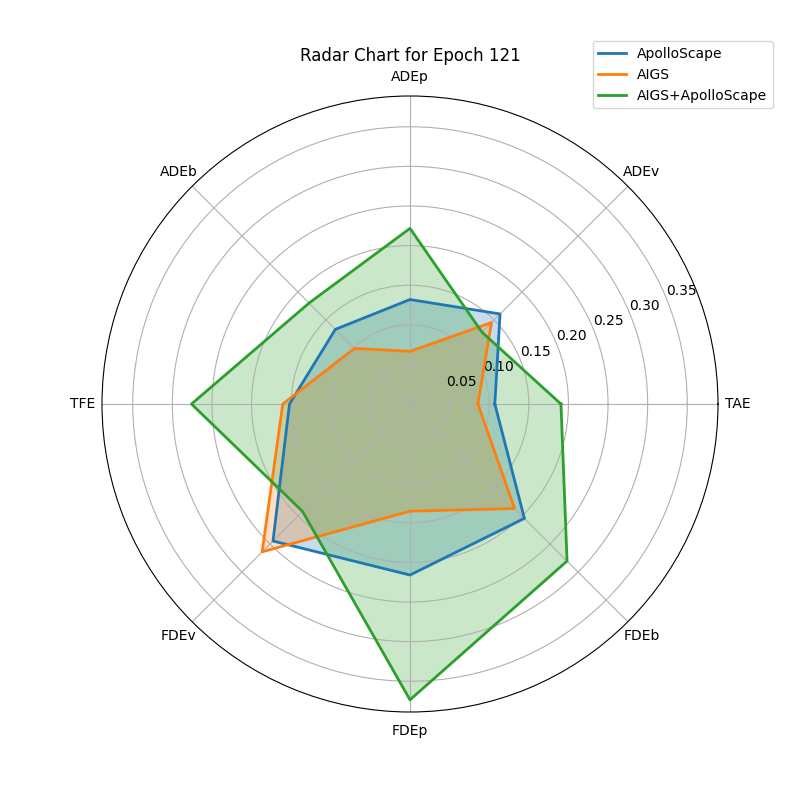 Radar Chart for Epoch 121
ApolloScape
AIGS
AIGS+ApolloScape
ADEp
ADEb
ADEv
0.35
0.30
0.25
0.20
0.15
0.10
0.05
TFE
TAE
FDEv
FDEb
FDEp